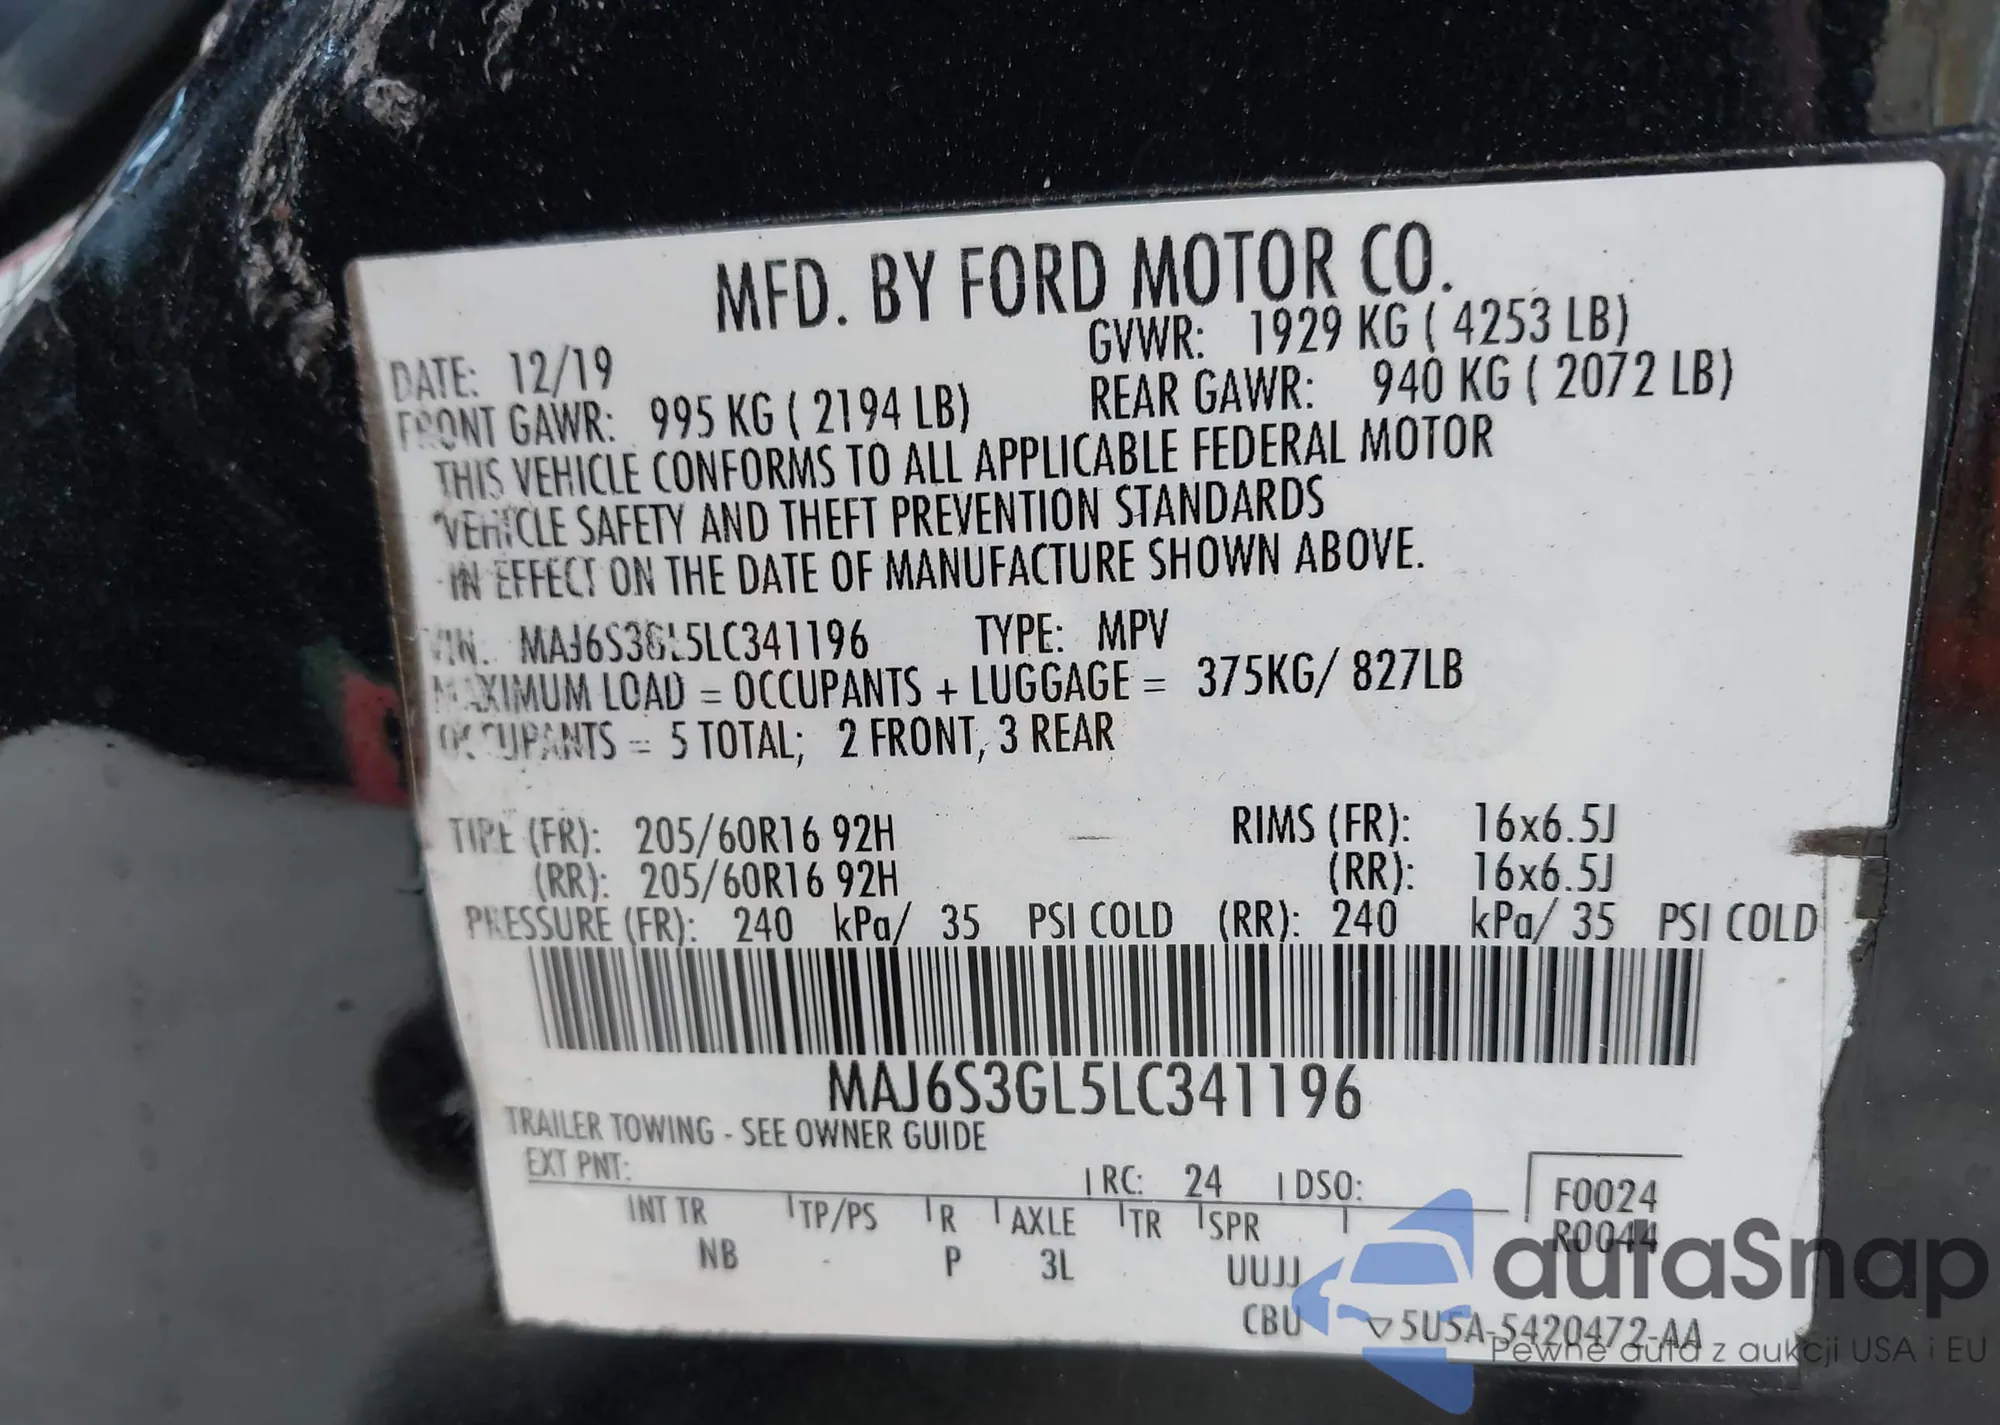 MFD. BY FORD MOTOR CO.
DATE: 12/19 GVWR: 1929 KG ( 4253 LB)
FRONT GAWR: 995 KG ( 2194 LB) REAR GAWR: 940 KG ( 2072 LB)
THIS VEHICLE CONFORMS TO ALL APPLICABLE FEDERAL MOTOR
VEHICLE SAFETY AND THEFT PREVENTION STANDARDS
IN EFFECT ON THE DATE OF MANUFACTURE SHOWN ABOVE.
VIN. MAJ6S3GL5LC341196 TYPE: MPV
MAXIMUM LOAD = OCCUPANTS + LUGGAGE = 375KG/ 827LB
OCCUPANTS = 5 TOTAL; 2 FRONT, 3 REAR
TIRE (FR): 205/60R16 92H RIMS (FR): 16x6.5J
(RR): 205/60R16 92H (RR): 16x6.5J
PRESSURE (FR): 240 kPa/ 35 PSI COLD (RR): 240 kPa/ 35 PSI COLD
MAJ6S3GL5LC341196
TRAILER TOWING - SEE OWNER GUIDE
EXT PNT: RC: 24 DSO: F0024
INT TR TP/PS R AXLE TR SPR R0044
NB - P 3L UUJJ
CBU ▽ 5U5A-5420472-AA
autaSnap
Pewne auta z aukcji USA i EU